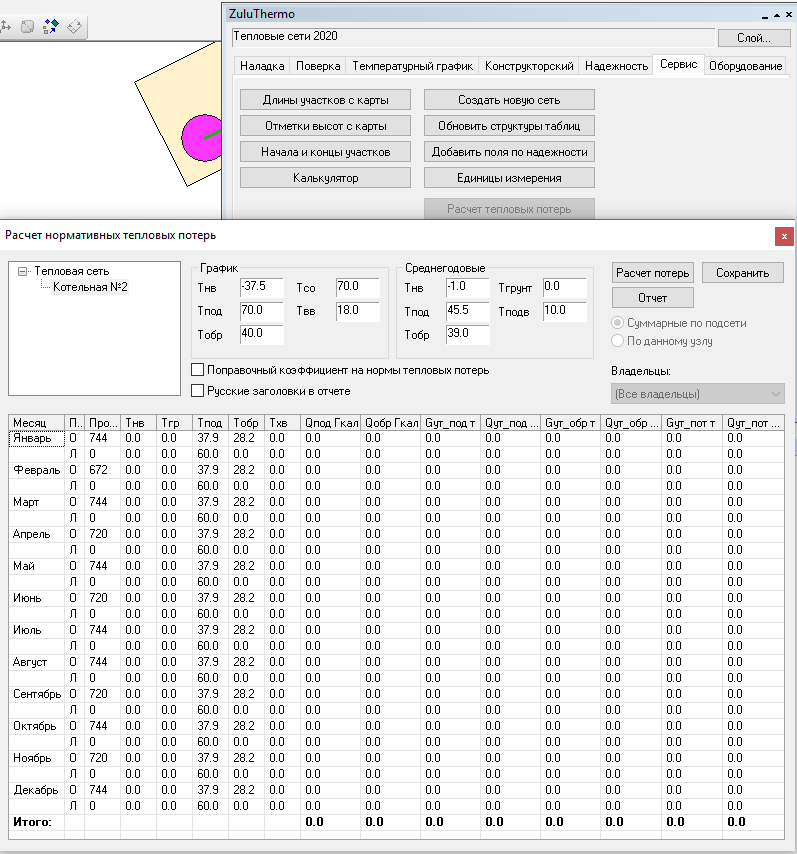 ZuluThermo
Тепловые сети 2020 Слой...
Наладка Поверка Температурный график Конструкторский Надежность Сервис Оборудование
Длины участков с карты Создать новую сеть
Отметки высот с карты Обновить структуры таблиц
Начала и концы участков Добавить поля по надежности
Калькулятор Единицы измерения
Расчет тепловых потерь
Расчет нормативных тепловых потерь
Тепловая сеть
Котельная №2
График
Тнв -37.5 Тсо 70.0
Тпод 70.0 Твв 18.0
Тобр 40.0
Среднегодовые
Тнв -1.0 Тгрунт 0.0
Тпод 45.5 Тподв 10.0
Тобр 39.0
Расчет потерь Сохранить
Отчет
Суммарные по подсети
По данному узлу
Поправочный коэффициент на нормы тепловых потерь
Русские заголовки в отчете
Владельцы:
(Все владельцы)
Месяц П... Про... Тнв Тгр Тпод Тобр Тхв Qпод Гкал Qобр Гкал Gут_под т Qут_под ... Gут_обр т Qут_обр ... Gут_пот т Qут_пот ...
Январь О 744 0.0 0.0 37.9 28.2 0.0 0.0 0.0 0.0 0.0 0.0 0.0 0.0 0.0
Л 0 0.0 0.0 60.0 0.0 0.0 0.0 0.0 0.0 0.0 0.0 0.0 0.0 0.0
Февраль О 672 0.0 0.0 37.9 28.2 0.0 0.0 0.0 0.0 0.0 0.0 0.0 0.0 0.0
Л 0 0.0 0.0 60.0 0.0 0.0 0.0 0.0 0.0 0.0 0.0 0.0 0.0 0.0
Март О 744 0.0 0.0 37.9 28.2 0.0 0.0 0.0 0.0 0.0 0.0 0.0 0.0 0.0
Л 0 0.0 0.0 60.0 0.0 0.0 0.0 0.0 0.0 0.0 0.0 0.0 0.0 0.0
Апрель О 720 0.0 0.0 37.9 28.2 0.0 0.0 0.0 0.0 0.0 0.0 0.0 0.0 0.0
Л 0 0.0 0.0 60.0 0.0 0.0 0.0 0.0 0.0 0.0 0.0 0.0 0.0 0.0
Май О 744 0.0 0.0 37.9 28.2 0.0 0.0 0.0 0.0 0.0 0.0 0.0 0.0 0.0
Л 0 0.0 0.0 60.0 0.0 0.0 0.0 0.0 0.0 0.0 0.0 0.0 0.0 0.0
Июнь О 720 0.0 0.0 37.9 28.2 0.0 0.0 0.0 0.0 0.0 0.0 0.0 0.0 0.0
Л 0 0.0 0.0 60.0 0.0 0.0 0.0 0.0 0.0 0.0 0.0 0.0 0.0 0.0
Июль О 744 0.0 0.0 37.9 28.2 0.0 0.0 0.0 0.0 0.0 0.0 0.0 0.0 0.0
Л 0 0.0 0.0 60.0 0.0 0.0 0.0 0.0 0.0 0.0 0.0 0.0 0.0 0.0
Август О 744 0.0 0.0 37.9 28.2 0.0 0.0 0.0 0.0 0.0 0.0 0.0 0.0 0.0
Л 0 0.0 0.0 60.0 0.0 0.0 0.0 0.0 0.0 0.0 0.0 0.0 0.0 0.0
Сентябрь О 720 0.0 0.0 37.9 28.2 0.0 0.0 0.0 0.0 0.0 0.0 0.0 0.0 0.0
Л 0 0.0 0.0 60.0 0.0 0.0 0.0 0.0 0.0 0.0 0.0 0.0 0.0 0.0
Октябрь О 744 0.0 0.0 37.9 28.2 0.0 0.0 0.0 0.0 0.0 0.0 0.0 0.0 0.0
Л 0 0.0 0.0 60.0 0.0 0.0 0.0 0.0 0.0 0.0 0.0 0.0 0.0 0.0
Ноябрь О 720 0.0 0.0 37.9 28.2 0.0 0.0 0.0 0.0 0.0 0.0 0.0 0.0 0.0
Л 0 0.0 0.0 60.0 0.0 0.0 0.0 0.0 0.0 0.0 0.0 0.0 0.0 0.0
Декабрь О 744 0.0 0.0 37.9 28.2 0.0 0.0 0.0 0.0 0.0 0.0 0.0 0.0 0.0
Л 0 0.0 0.0 60.0 0.0 0.0 0.0 0.0 0.0 0.0 0.0 0.0 0.0 0.0
Итого: 0.0 0.0 0.0 0.0 0.0 0.0 0.0 0.0